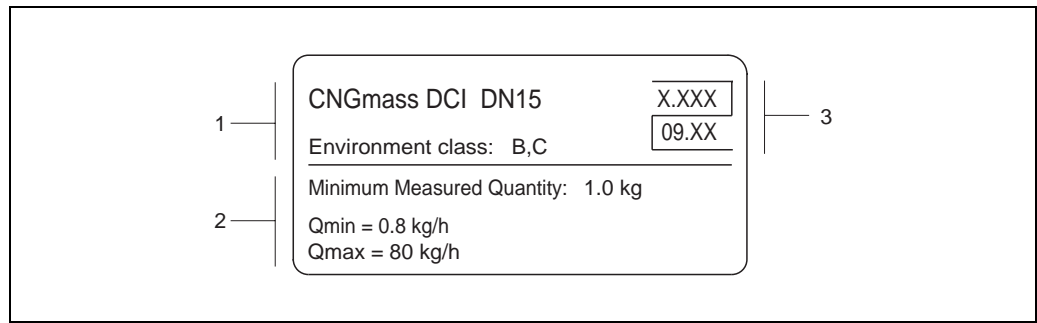 CNGmass DCI DN15
X.XXX
1
3
09.XX
Environment class: B,C
Minimum Measured Quantity: 1.0 kg
2
Qmin = 0.8 kg/h
Qmax = 80 kg/h